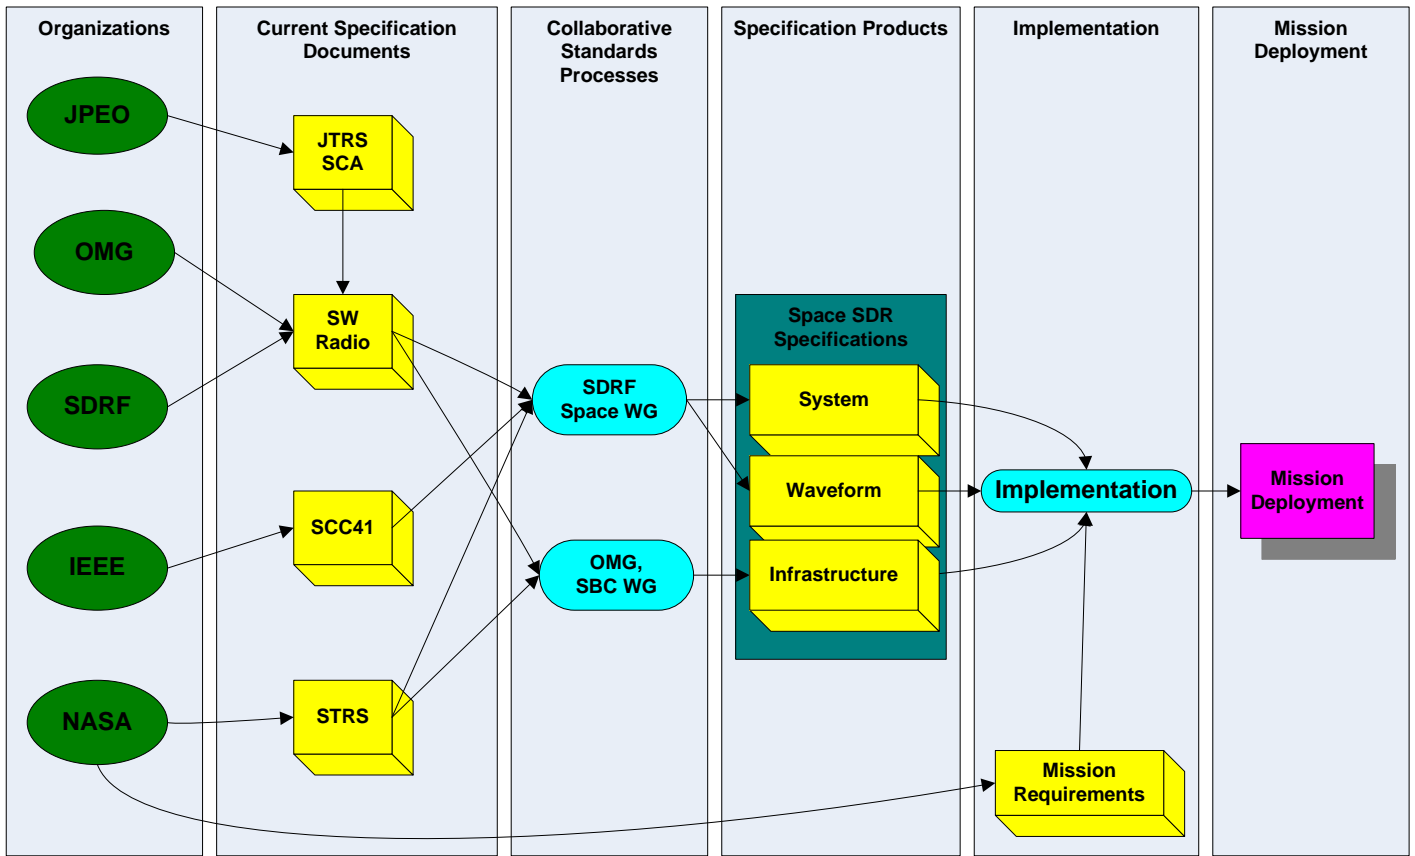 Organizations
Current Specification
Documents
Collaborative
Standards
Processes
Specification Products
Implementation
Mission
Deployment
JPEO
OMG
SDRF
IEEE
NASA
JTRS
SCA
SW
Radio
SCC41
STRS
SDRF
Space WG
OMG,
SBC WG
Space SDR
Specifications
System
Waveform
Infrastructure
Implementation
Mission
Requirements
Mission
Deployment